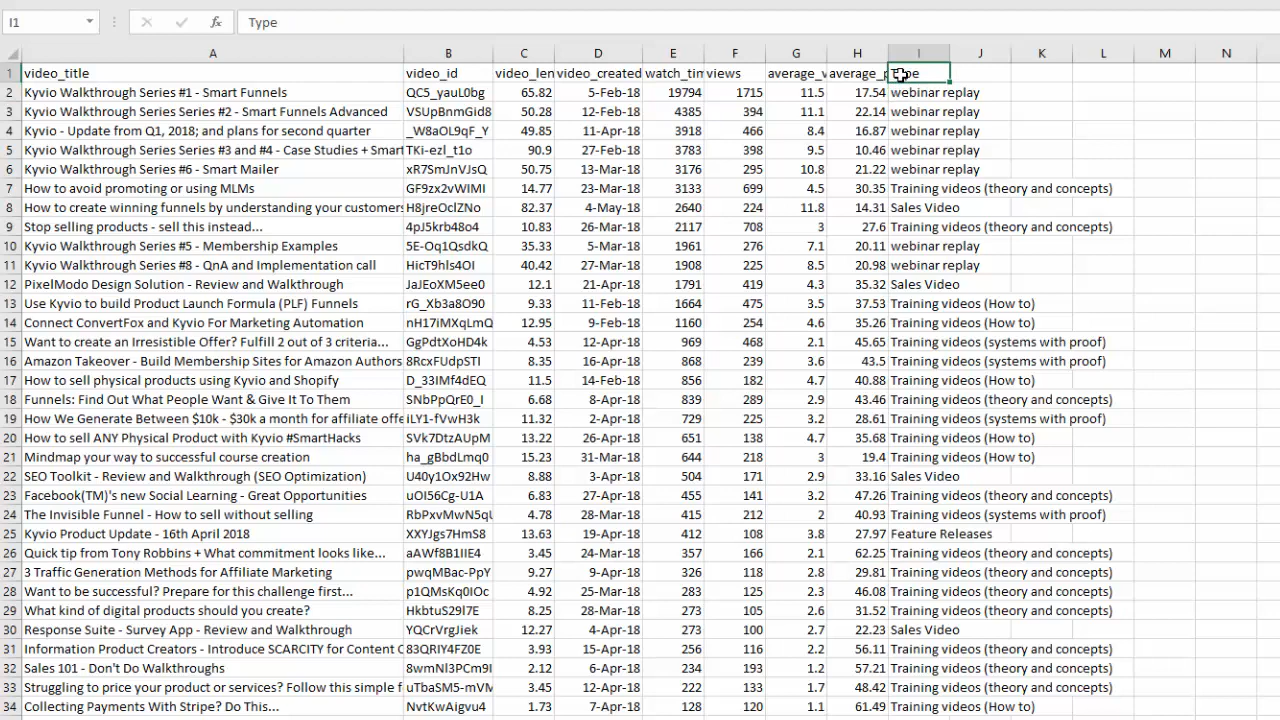 I1 Type
A B C D E F G H I J K L M N
1 video_title video_id video_len video_created watch_tim views average_v average_p Type
2 Kyvio Walkthrough Series #1 - Smart Funnels QC5_yauL0bg 65.82 5-Feb-18 19794 1715 11.5 17.54 webinar replay
3 Kyvio Walkthrough Series Series #2 - Smart Funnels Advanced VSUpBnmGid8 50.28 12-Feb-18 4385 394 11.1 22.14 webinar replay
4 Kyvio - Update from Q1, 2018; and plans for second quarter _W8aOL9qF_Y 49.85 11-Apr-18 3918 466 8.4 16.87 webinar replay
5 Kyvio Walkthrough Series Series #3 and #4 - Case Studies + Smart TKi-ezl_t1o 90.9 27-Feb-18 3783 398 9.5 10.46 webinar replay
6 Kyvio Walkthrough Series #6 - Smart Mailer xR7SmJnVJsQ 50.75 13-Mar-18 3176 295 10.8 21.22 webinar replay
7 How to avoid promoting or using MLMs GF9zx2vWIMI 14.77 23-Mar-18 3133 699 4.5 30.35 Training videos (theory and concepts)
8 How to create winning funnels by understanding your customers H8jreOclZNo 82.37 4-May-18 2640 224 11.8 14.31 Sales Video
9 Stop selling products - sell this instead... 4pJ5krb48o4 10.83 26-Mar-18 2117 708 3 27.6 Training videos (theory and concepts)
10 Kyvio Walkthrough Series #5 - Membership Examples 5E-Oq1QsdkQ 35.33 5-Mar-18 1961 276 7.1 20.11 webinar replay
11 Kyvio Walkthrough Series #8 - QnA and Implementation call HicT9hls4OI 40.42 27-Mar-18 1908 225 8.5 20.98 webinar replay
12 PixelModo Design Solution - Review and Walkthrough JaJEoXM5ee0 12.1 21-Apr-18 1791 419 4.3 35.32 Sales Video
13 Use Kyvio to build Product Launch Formula (PLF) Funnels rG_Xb3a8O90 9.33 11-Feb-18 1664 475 3.5 37.53 Training videos (How to)
14 Connect ConvertFox and Kyvio For Marketing Automation nH17iMXqLmQ 12.95 9-Feb-18 1160 254 4.6 35.26 Training videos (How to)
15 Want to create an Irresistible Offer? Fulfill 2 out of 3 criteria... GgPdtXoHD4k 4.53 12-Apr-18 969 468 2.1 45.65 Training videos (systems with proof)
16 Amazon Takeover - Build Membership Sites for Amazon Authors 8RcxFUdpSTI 8.35 16-Apr-18 868 239 3.6 43.5 Training videos (systems with proof)
17 How to sell physical products using Kyvio and Shopify D_33IMf4dEQ 11.5 14-Feb-18 856 182 4.7 40.88 Training videos (How to)
18 Funnels: Find Out What People Want & Give It To Them SNbPpQrE0_I 6.68 8-Apr-18 839 289 2.9 43.46 Training videos (theory and concepts)
19 How We Generate Between $10k - $30k a month for affiliate offe iLY1-fVwH3k 11.32 2-Apr-18 729 225 3.2 28.61 Training videos (systems with proof)
20 How to sell ANY Physical Product with Kyvio #SmartHacks SVk7DtzAUpM 13.22 26-Apr-18 651 138 4.7 35.68 Training videos (How to)
21 Mindmap your way to successful course creation ha_gBbdLmq0 15.23 31-Mar-18 644 218 3 19.4 Training videos (How to)
22 SEO Toolkit - Review and Walkthrough (SEO Optimization) U40y1Ox92Hw 8.88 3-Apr-18 504 171 2.9 33.16 Sales Video
23 Facebook(TM)'s new Social Learning - Great Opportunities uOI56Cg-U1A 6.83 27-Apr-18 455 141 3.2 47.26 Training videos (theory and concepts)
24 The Invisible Funnel - How to sell without selling RbPxvMwN5qU 4.78 28-Mar-18 415 212 2 40.93 Training videos (systems with proof)
25 Kyvio Product Update - 16th April 2018 XXYJgs7HmS8 13.63 19-Apr-18 412 108 3.8 27.97 Feature Releases
26 Quick tip from Tony Robbins + What commitment looks like... aAWf8B1IIE4 3.45 24-Mar-18 357 166 2.1 62.25 Training videos (theory and concepts)
27 3 Traffic Generation Methods for Affiliate Marketing pwqMBac-PpY 9.27 9-Apr-18 326 118 2.8 29.81 Training videos (theory and concepts)
28 Want to be successful? Prepare for this challenge first... p1QMsKq0IOc 4.92 25-Mar-18 283 125 2.3 46.08 Training videos (theory and concepts)
29 What kind of digital products should you create? HkbtuS29l7E 8.25 28-Mar-18 273 105 2.6 31.52 Training videos (theory and concepts)
30 Response Suite - Survey App - Review and Walkthrough YQCrVrgJiek 12.27 4-Apr-18 273 100 2.7 22.23 Sales Video
31 Information Product Creators - Introduce SCARCITY for Content C 83QRIY4FZ0E 3.93 15-Apr-18 256 116 2.2 56.11 Training videos (theory and concepts)
32 Sales 101 - Don't Do Walkthroughs 8wmNl3PCm9I 2.12 6-Apr-18 234 193 1.2 57.21 Training videos (theory and concepts)
33 Struggling to price your product or services? Follow this simple f uTbaSM5-mVM 3.45 12-Apr-18 222 133 1.7 48.42 Training videos (theory and concepts)
34 Collecting Payments With Stripe? Do This... NvtKwAigvu4 1.73 7-Apr-18 128 120 1.1 61.49 Training videos (How to)